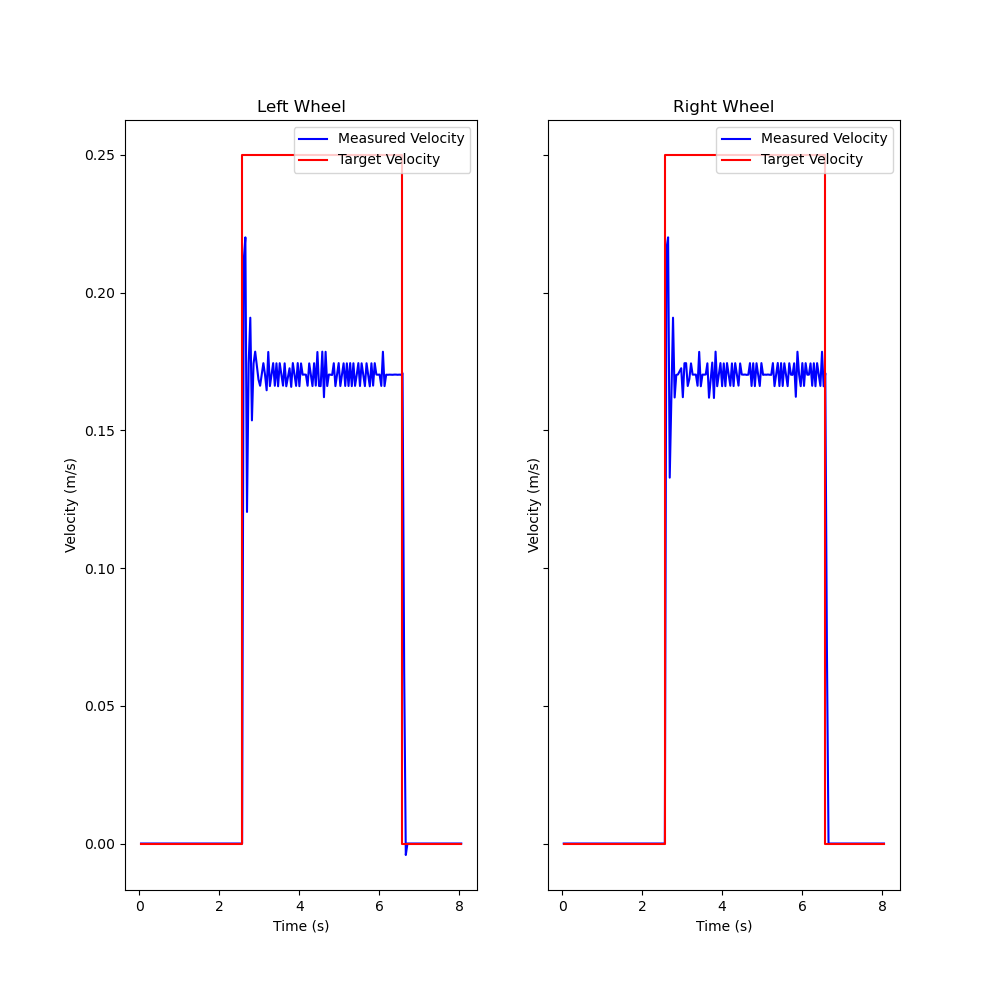 Left Wheel
Measured Velocity
Target Velocity
0.25
0.20
0.15
0.10
0.05
0.00
Velocity (m/s)
0 2 4 6 8
Time (s)
Right Wheel
Measured Velocity
Target Velocity
Velocity (m/s)
0 2 4 6 8
Time (s)